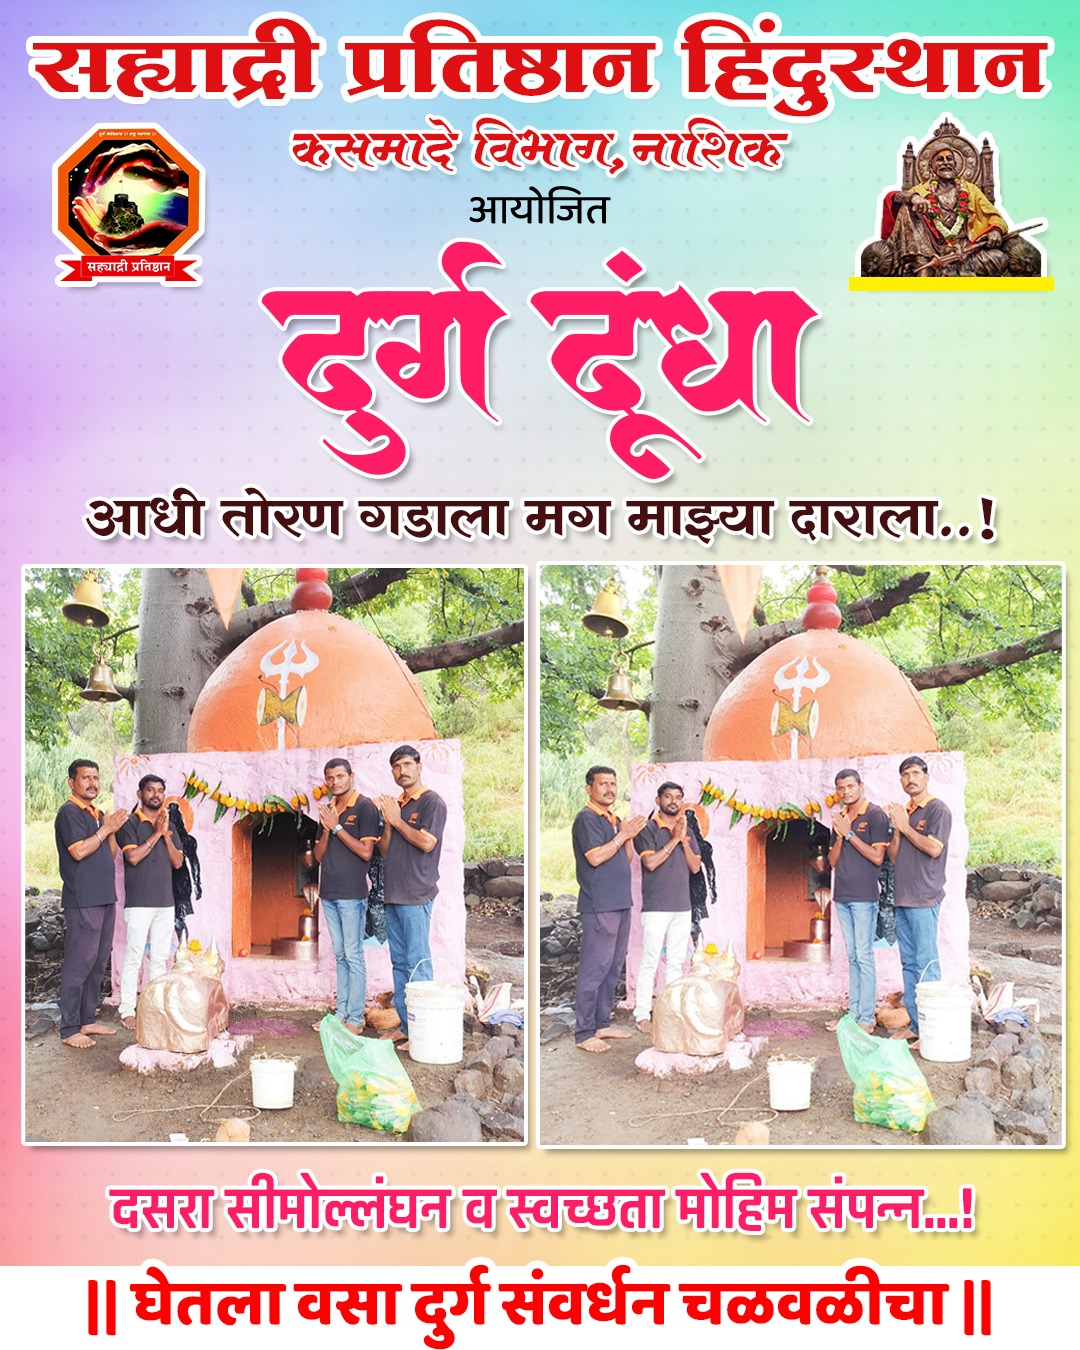 सह्याद्री प्रतिष्ठान हिंदुस्थान
कसमादे विभाग, नाशिक
आयोजित
सह्याद्री प्रतिष्ठान
दुर्ग दूंधा
आधी तोरण गडाला मग माझ्या दाराला..!
दसरा सीमोल्लंघन व स्वच्छता मोहिम संपन्न...!
|| घेतला वसा दुर्ग संवर्धन चळवळीचा ||